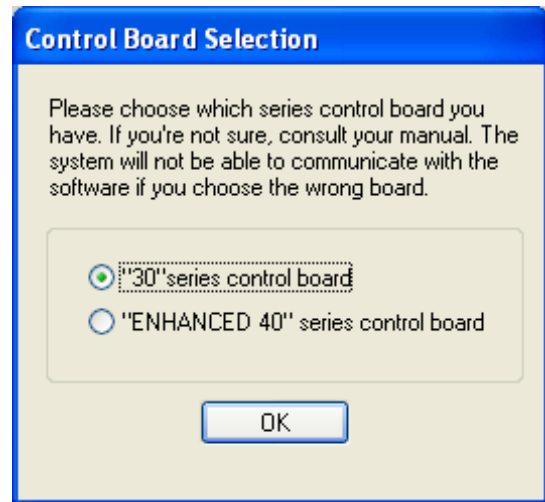 Control Board Selection
Please choose which series control board you
have. If you're not sure, consult your manual. The
system will not be able to communicate with the
software if you choose the wrong board.
"30"series control board
"ENHANCED 40" series control board
OK